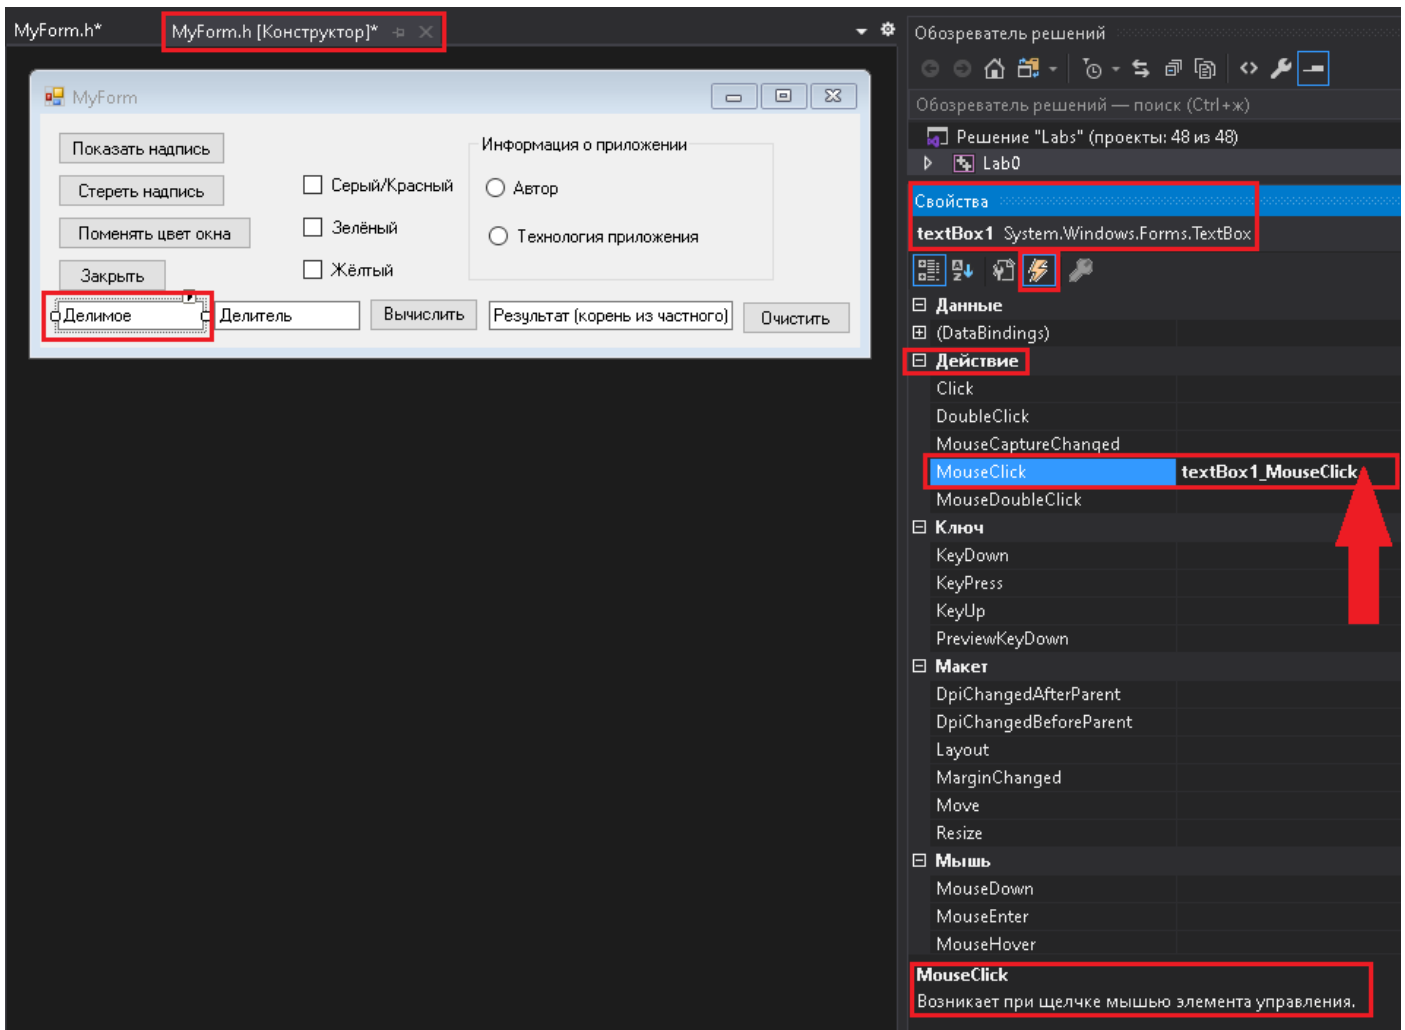 MyForm.h*
MyForm.h [Конструктор]*
MyForm
Показать надпись
Стереть надпись
Поменять цвет окна
Закрыть
Серый/Красный
Зелёный
Жёлтый
Информация о приложении
Автор
Технология приложения
Делимое
Делитель
Вычислить
Результат (корень из частного)
Очистить
Обозреватель решений
Обозреватель решений — поиск (Ctrl+ж)
Решение "Labs" (проекты: 48 из 48)
Lab0
Свойства
textBox1 System.Windows.Forms.TextBox
Данные
(DataBindings)
Действие
Click
DoubleClick
MouseCaptureChanged
MouseClick textBox1_MouseClick
MouseDoubleClick
Ключ
KeyDown
KeyPress
KeyUp
PreviewKeyDown
Макет
DpiChangedAfterParent
DpiChangedBeforeParent
Layout
MarginChanged
Move
Resize
Мышь
MouseDown
MouseEnter
MouseHover
MouseClick
Возникает при щелчке мышью элемента управления.